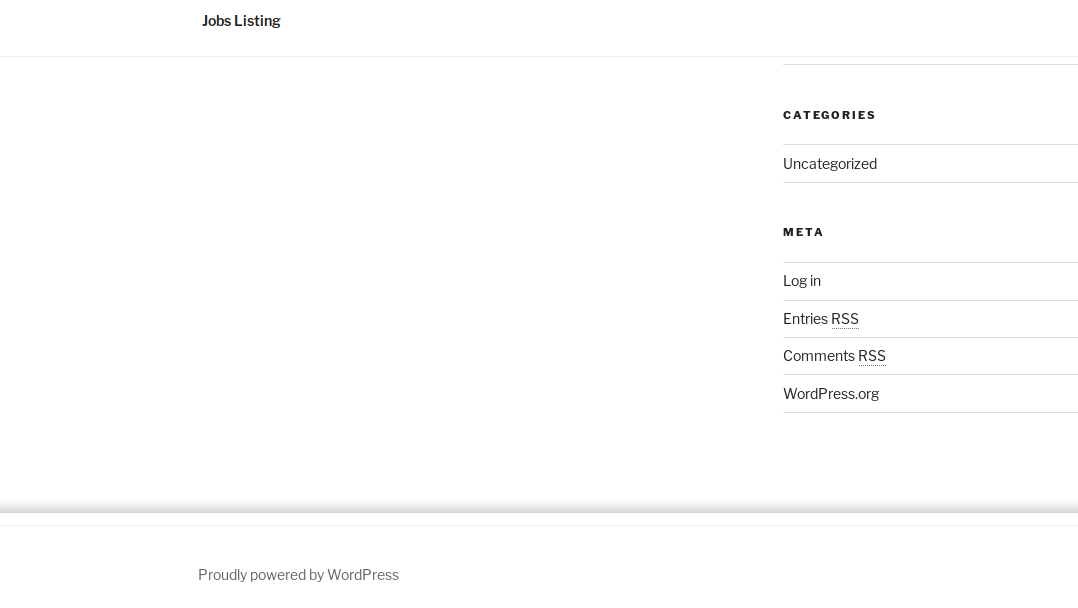 Jobs Listing
CATEGORIES
Uncategorized
META
Log in
Entries RSS
Comments RSS
WordPress.org
Proudly powered by WordPress